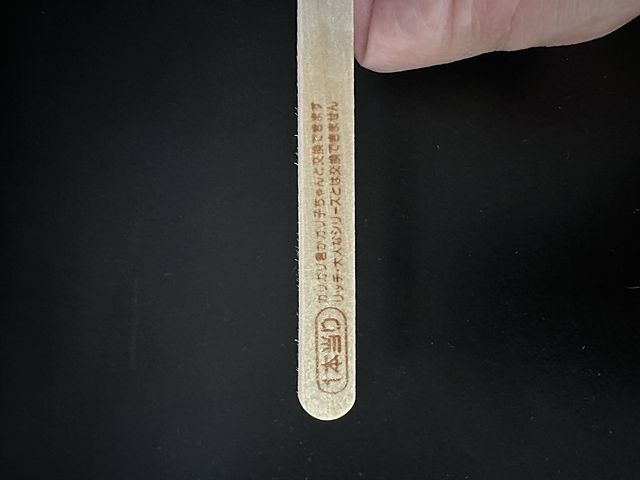 1本当り
ガリガリ君かガリ子ちゃんと交換できます
リッチ・大人なシリーズとは交換できません